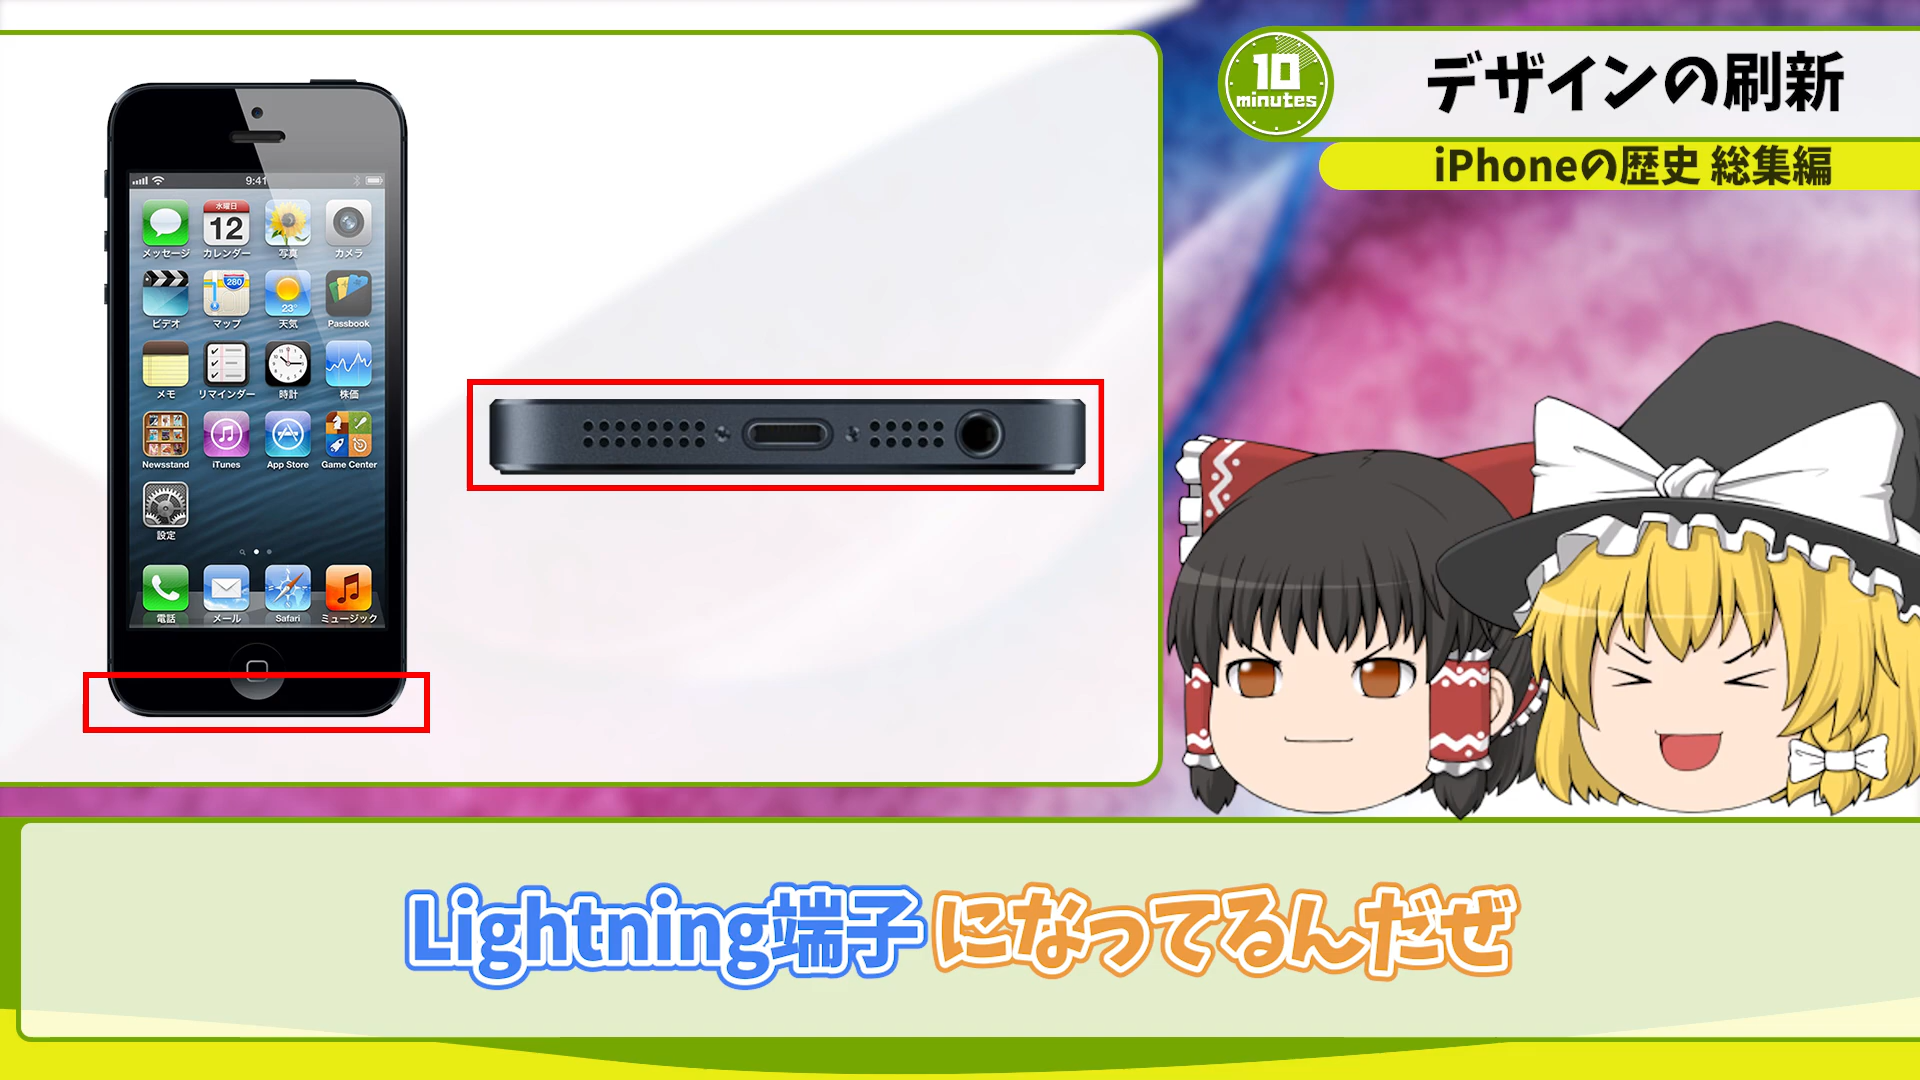 10
minutes
デザインの刷新
iPhoneの歴史 総集編
9:41
水曜日
12
メッセージ カレンダー 写真 カメラ
280
23°
ビデオ マップ 天気 Passbook
メモ リマインダー 時計 株価
Newsstand iTunes App Store Game Center
設定
電話 メール Safari ミュージック
Lightning端子になってるんだぜ